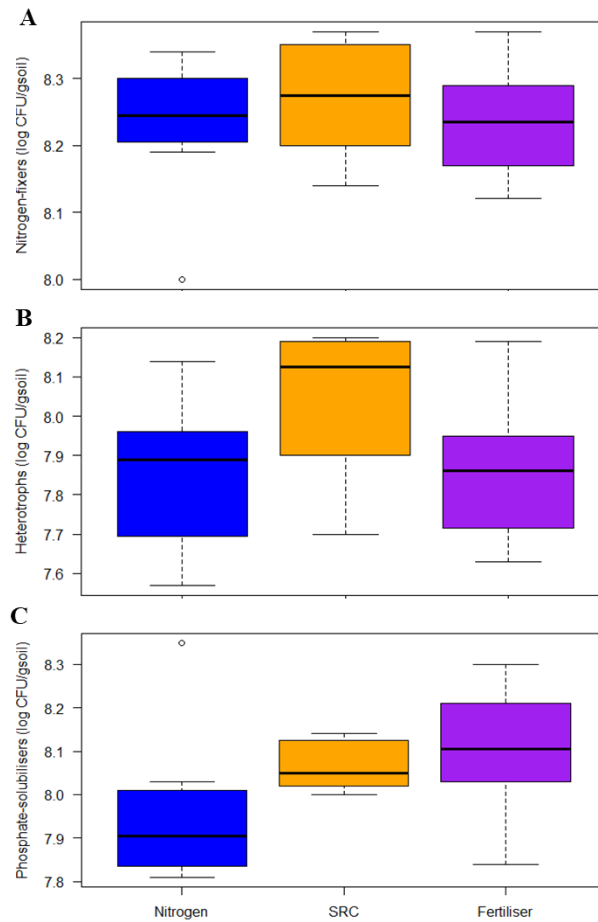 A
Nitrogen-fixers (log CFU/gsoil)
8.3
8.2
8.1
8.0
B
Heterotrophs (log CFU/gsoil)
8.2
8.1
8.0
7.9
7.8
7.7
7.6
C
Phosphate-solubilisers (log CFU/gsoil)
8.3
8.2
8.1
8.0
7.9
7.8
Nitrogen SRC Fertiliser